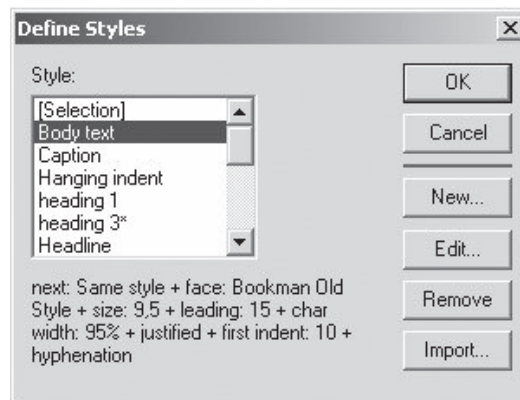 Define Styles
Style:
[Selection]
Body text
Caption
Hanging indent
heading 1
heading 3*
Headline
next: Same style + face: Bookman Old
Style + size: 9,5 + leading: 15 + char
width: 95% + justified + first indent: 10 +
hyphenation
OK
Cancel
New...
Edit...
Remove
Import...